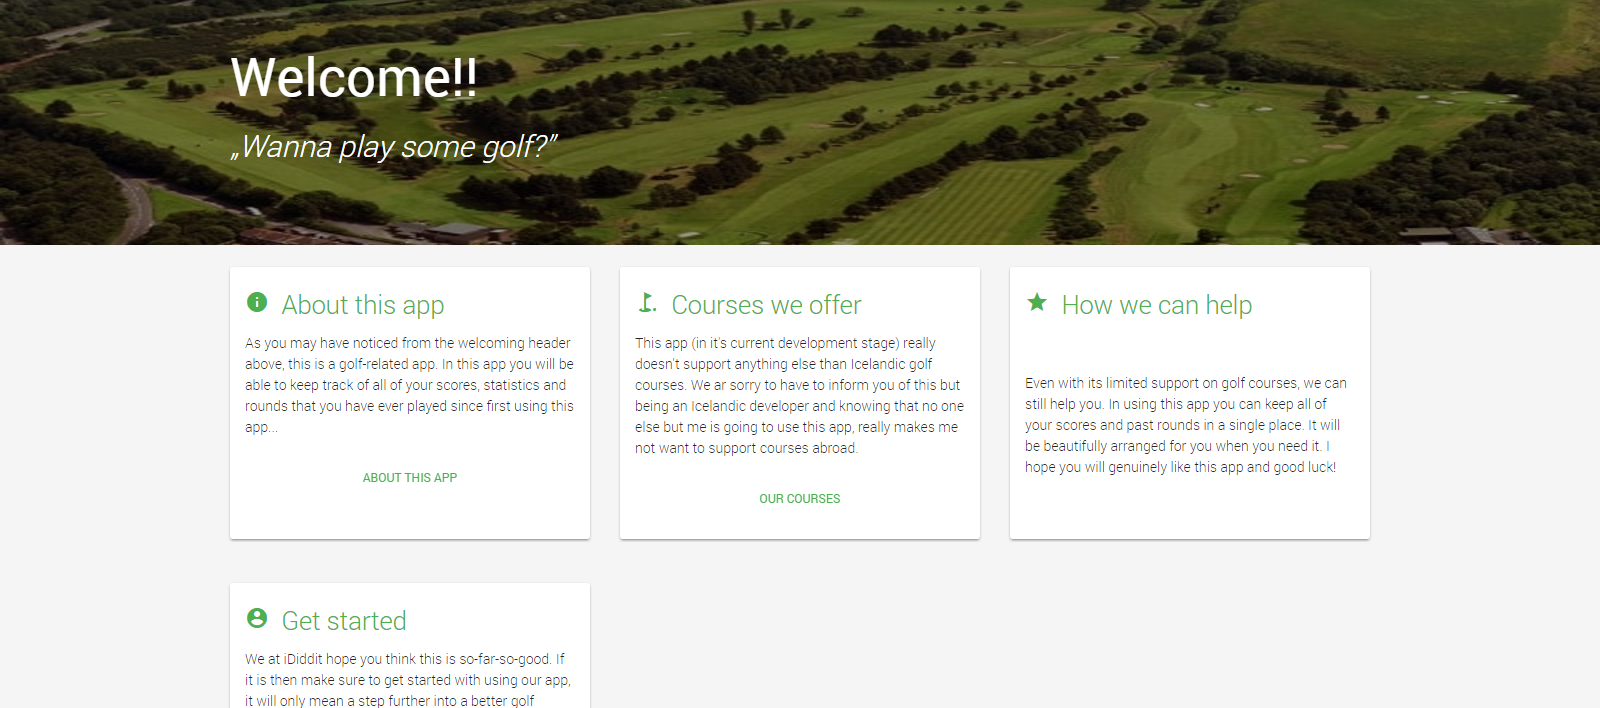 Welcome!!
„Wanna play some golf?”
About this app
As you may have noticed from the welcoming header
above, this is a golf-related app. In this app you will be
able to keep track of all of your scores, statistics and
rounds that you have ever played since first using this
app...
ABOUT THIS APP
Courses we offer
This app (in it's current development stage) really
doesn't support anything else than Icelandic golf
courses. We ar sorry to have to inform you of this but
being an Icelandic developer and knowing that no one
else but me is going to use this app, really makes me
not want to support courses abroad.
OUR COURSES
How we can help
Even with its limited support on golf courses, we can
still help you. In using this app you can keep all of
your scores and past rounds in a single place. It will
be beautifully arranged for you when you need it. I
hope you will genuinely like this app and good luck!
Get started
We at iDiddit hope you think this is so-far-so-good. If
it is then make sure to get started with using our app,
it will only mean a step further into a better golf